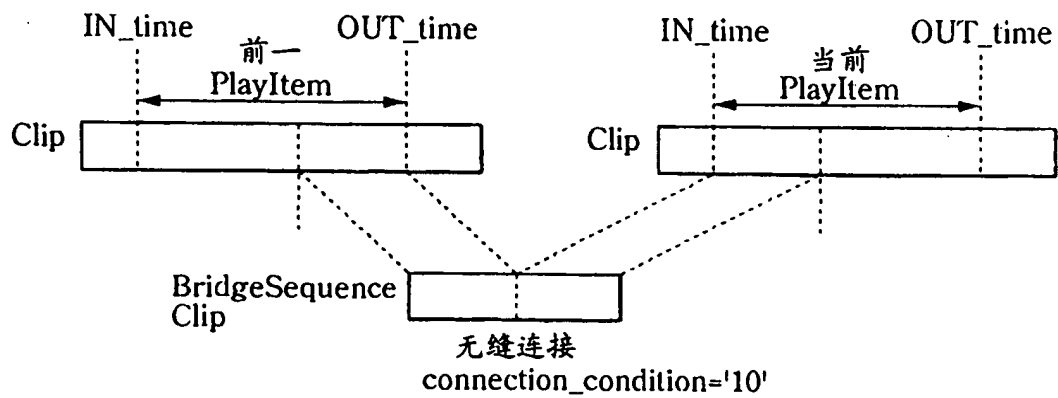 IN_time
OUT_time
IN_time
OUT_time
前一
PlayItem
当前
PlayItem
Clip
Clip
BridgeSequence
Clip
无缝连接
connection_condition='10'